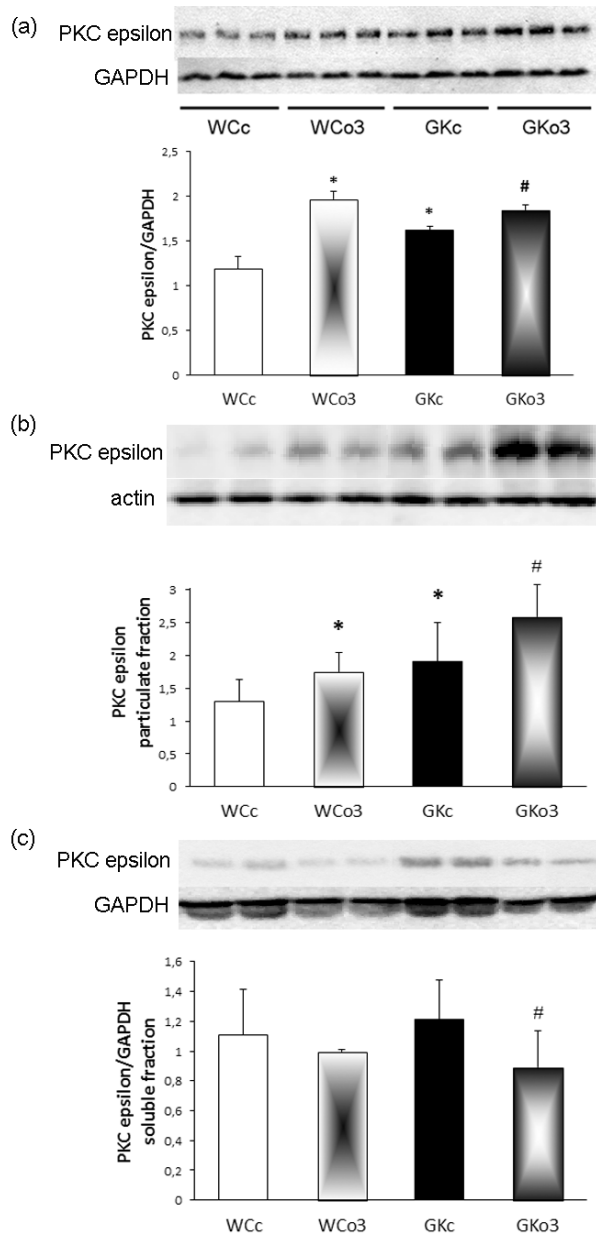 (a)
PKC epsilon
GAPDH
WCc WCo3 GKc GKo3
PKC epsilon/GAPDH
2,5
2
1,5
1
0,5
0
* * #
WCc WCo3 GKc GKo3
(b)
PKC epsilon
actin
PKC epsilon
particulate fraction
3
2,5
2
1,5
1
0,5
0
* * #
WCc WCo3 GKc GKo3
(c)
PKC epsilon
GAPDH
PKC epsilon/GAPDH
soluble fraction
1,6
1,4
1,2
1
0,8
0,6
0,4
0,2
0
#
WCc WCo3 GKc GKo3